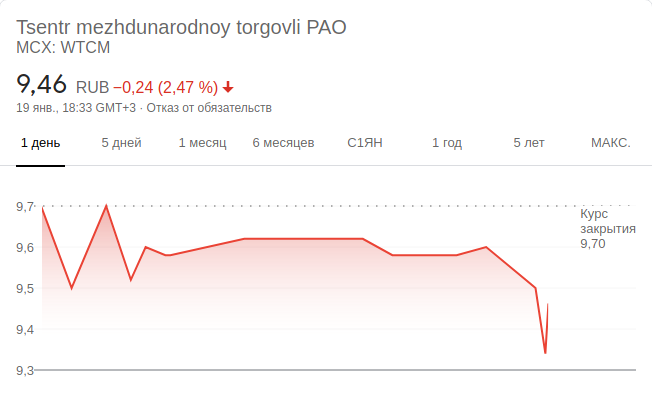 Tsentr mezhdunarodnoy torgovli PAO
MCX: WTCM
9,46 RUB −0,24 (2,47 %)
19 янв., 18:33 GMT+3 · Отказ от обязательств
1 день 5 дней 1 месяц 6 месяцев С1ЯН 1 год 5 лет МАКС.
9,7
Курс
закрытия
9,70
9,6
9,5
9,4
9,3